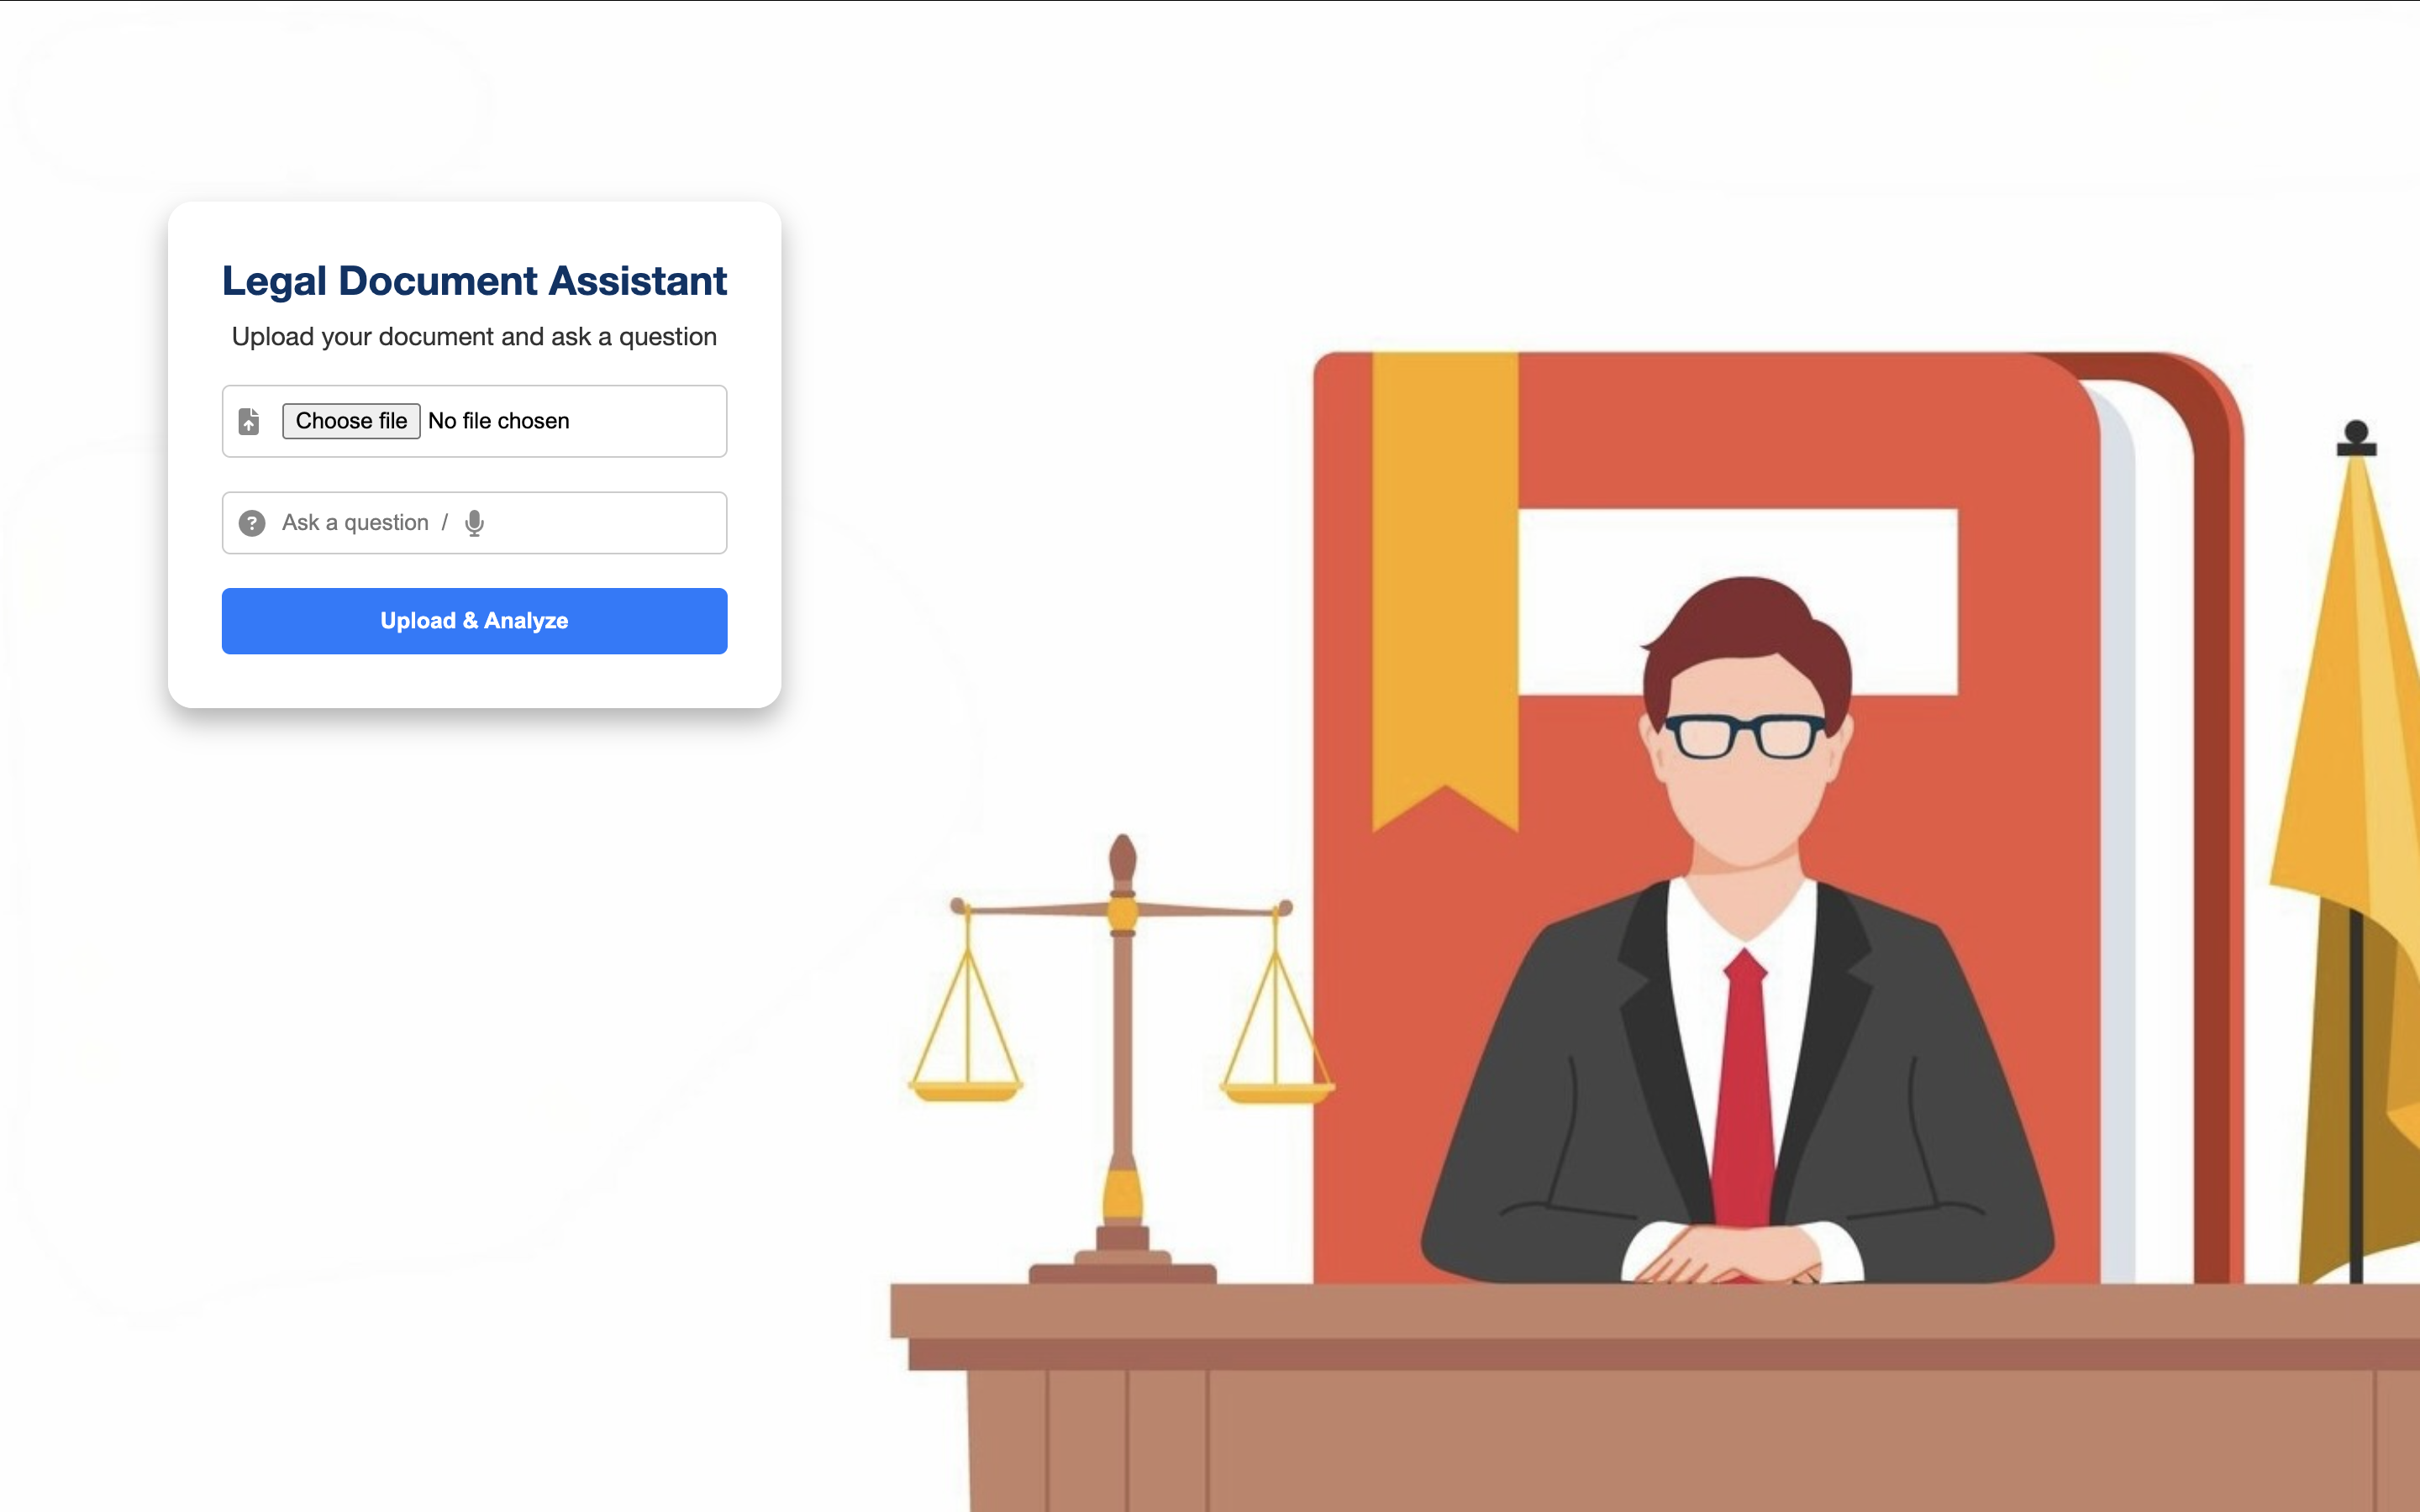 Legal Document Assistant
Upload your document and ask a question
Choose file No file chosen
? Ask a question /
Upload & Analyze